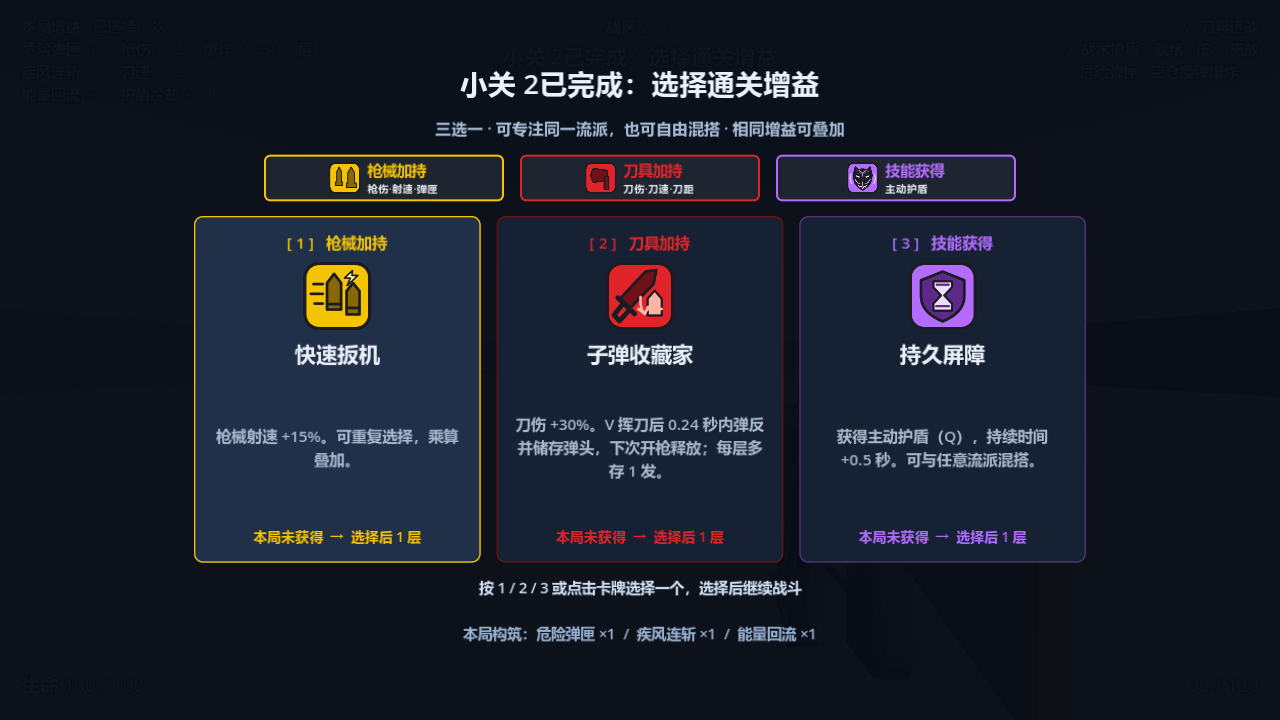 小关 2已完成：选择通关增益
三选一 · 可专注同一流派，也可自由混搭 · 相同增益可叠加
枪械加持
枪伤·射速·弹匣
刀具加持
刀伤·刀速·刀距
技能获得
主动护盾
[ 1 ] 枪械加持
快速扳机
枪械射速 +15%。可重复选择，乘算
叠加。
本局未获得 → 选择后 1 层
[ 2 ] 刀具加持
子弹收藏家
刀伤 +30%。V 挥刀后 0.24 秒内弹反
并储存弹头，下次开枪释放；每层多
存 1 发。
本局未获得 → 选择后 1 层
[ 3 ] 技能获得
持久屏障
获得主动护盾（Q），持续时间
+0.5 秒。可与任意流派混搭。
本局未获得 → 选择后 1 层
按 1 / 2 / 3 或点击卡牌选择一个，选择后继续战斗
本局构筑：危险弹匣 ×1 / 疾风连斩 ×1 / 能量回流 ×1